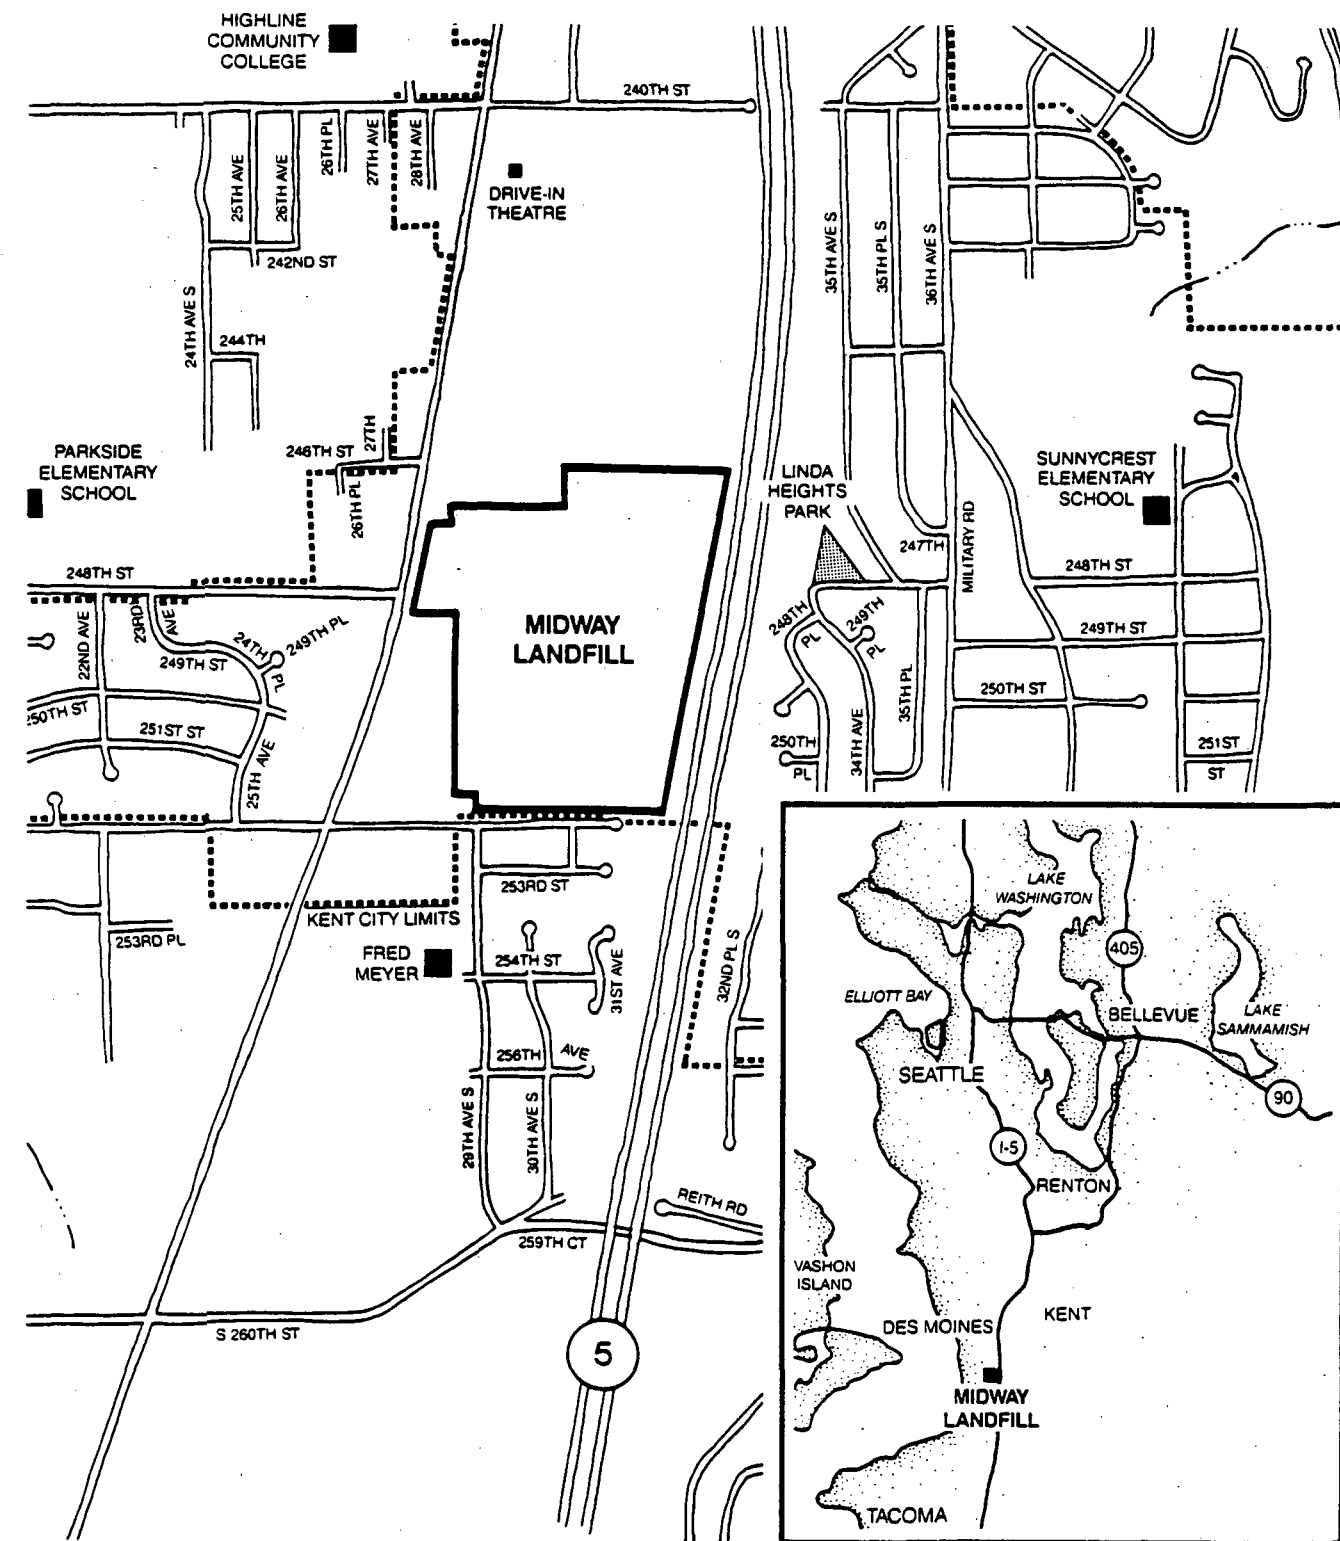 HIGHLINE
COMMUNITY
COLLEGE
240TH ST
25TH AVE
26TH AVE
26TH PL
27TH AVE
28TH AVE
DRIVE-IN
THEATRE
242ND ST
24TH AVE S
244TH
35TH AVE S
35TH PL S
36TH AVE S
PARKSIDE
ELEMENTARY
SCHOOL
246TH ST
27TH
26TH PL
LINDA
HEIGHTS
PARK
SUNNYCREST
ELEMENTARY
SCHOOL
247TH
MILITARY RD
248TH ST
248TH ST
22ND AVE
23RD
AVE
249TH ST
24TH
PL
249TH PL
MIDWAY
LANDFILL
248TH
PL
249TH
PL
249TH ST
250TH ST
35TH PL
34TH AVE
250TH
PL
251ST
ST
250TH ST
251ST ST
25TH AVE
253RD ST
KENT CITY LIMITS
253RD PL
FRED
MEYER
254TH ST
31ST AVE
32ND PL S
256TH
AVE
29TH AVE S
30TH AVE S
REITH RD
259TH CT
S 260TH ST
5
LAKE
WASHINGTON
405
ELLIOTT BAY
BELLEVUE
LAKE
SAMMAMISH
SEATTLE
90
I-5
RENTON
VASHON
ISLAND
KENT
DES MOINES
MIDWAY
LANDFILL
TACOMA